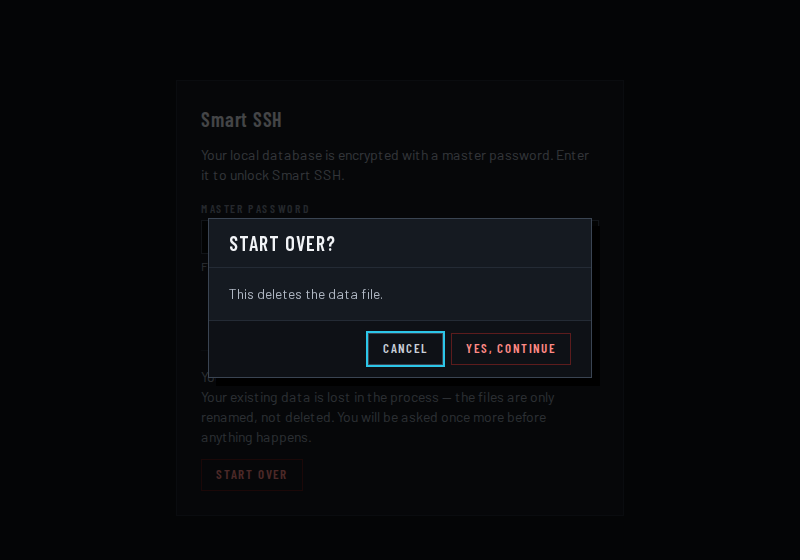 Smart SSH
Your local database is encrypted with a master password. Enter
it to unlock Smart SSH.
MASTER PASSWORD
START OVER?
This deletes the data file.
CANCEL
YES, CONTINUE
Your existing data is lost in the process — the files are only
renamed, not deleted. You will be asked once more before
anything happens.
START OVER